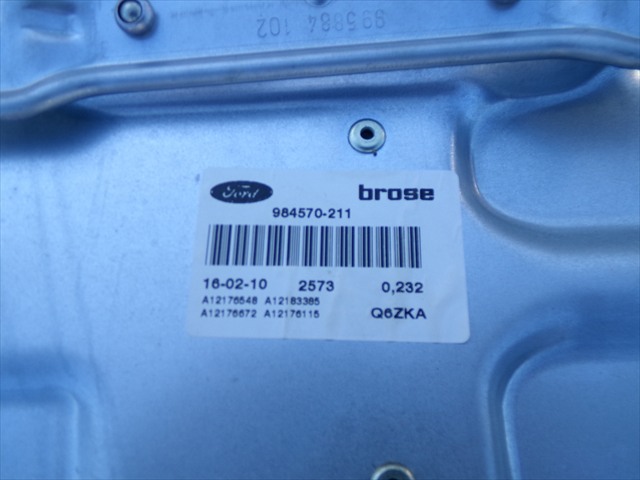 995884 102
Ford brose
984570-211
16-02-10 2573 0,232
A12176548 A12183385
A12176672 A12176115 Q6ZKA